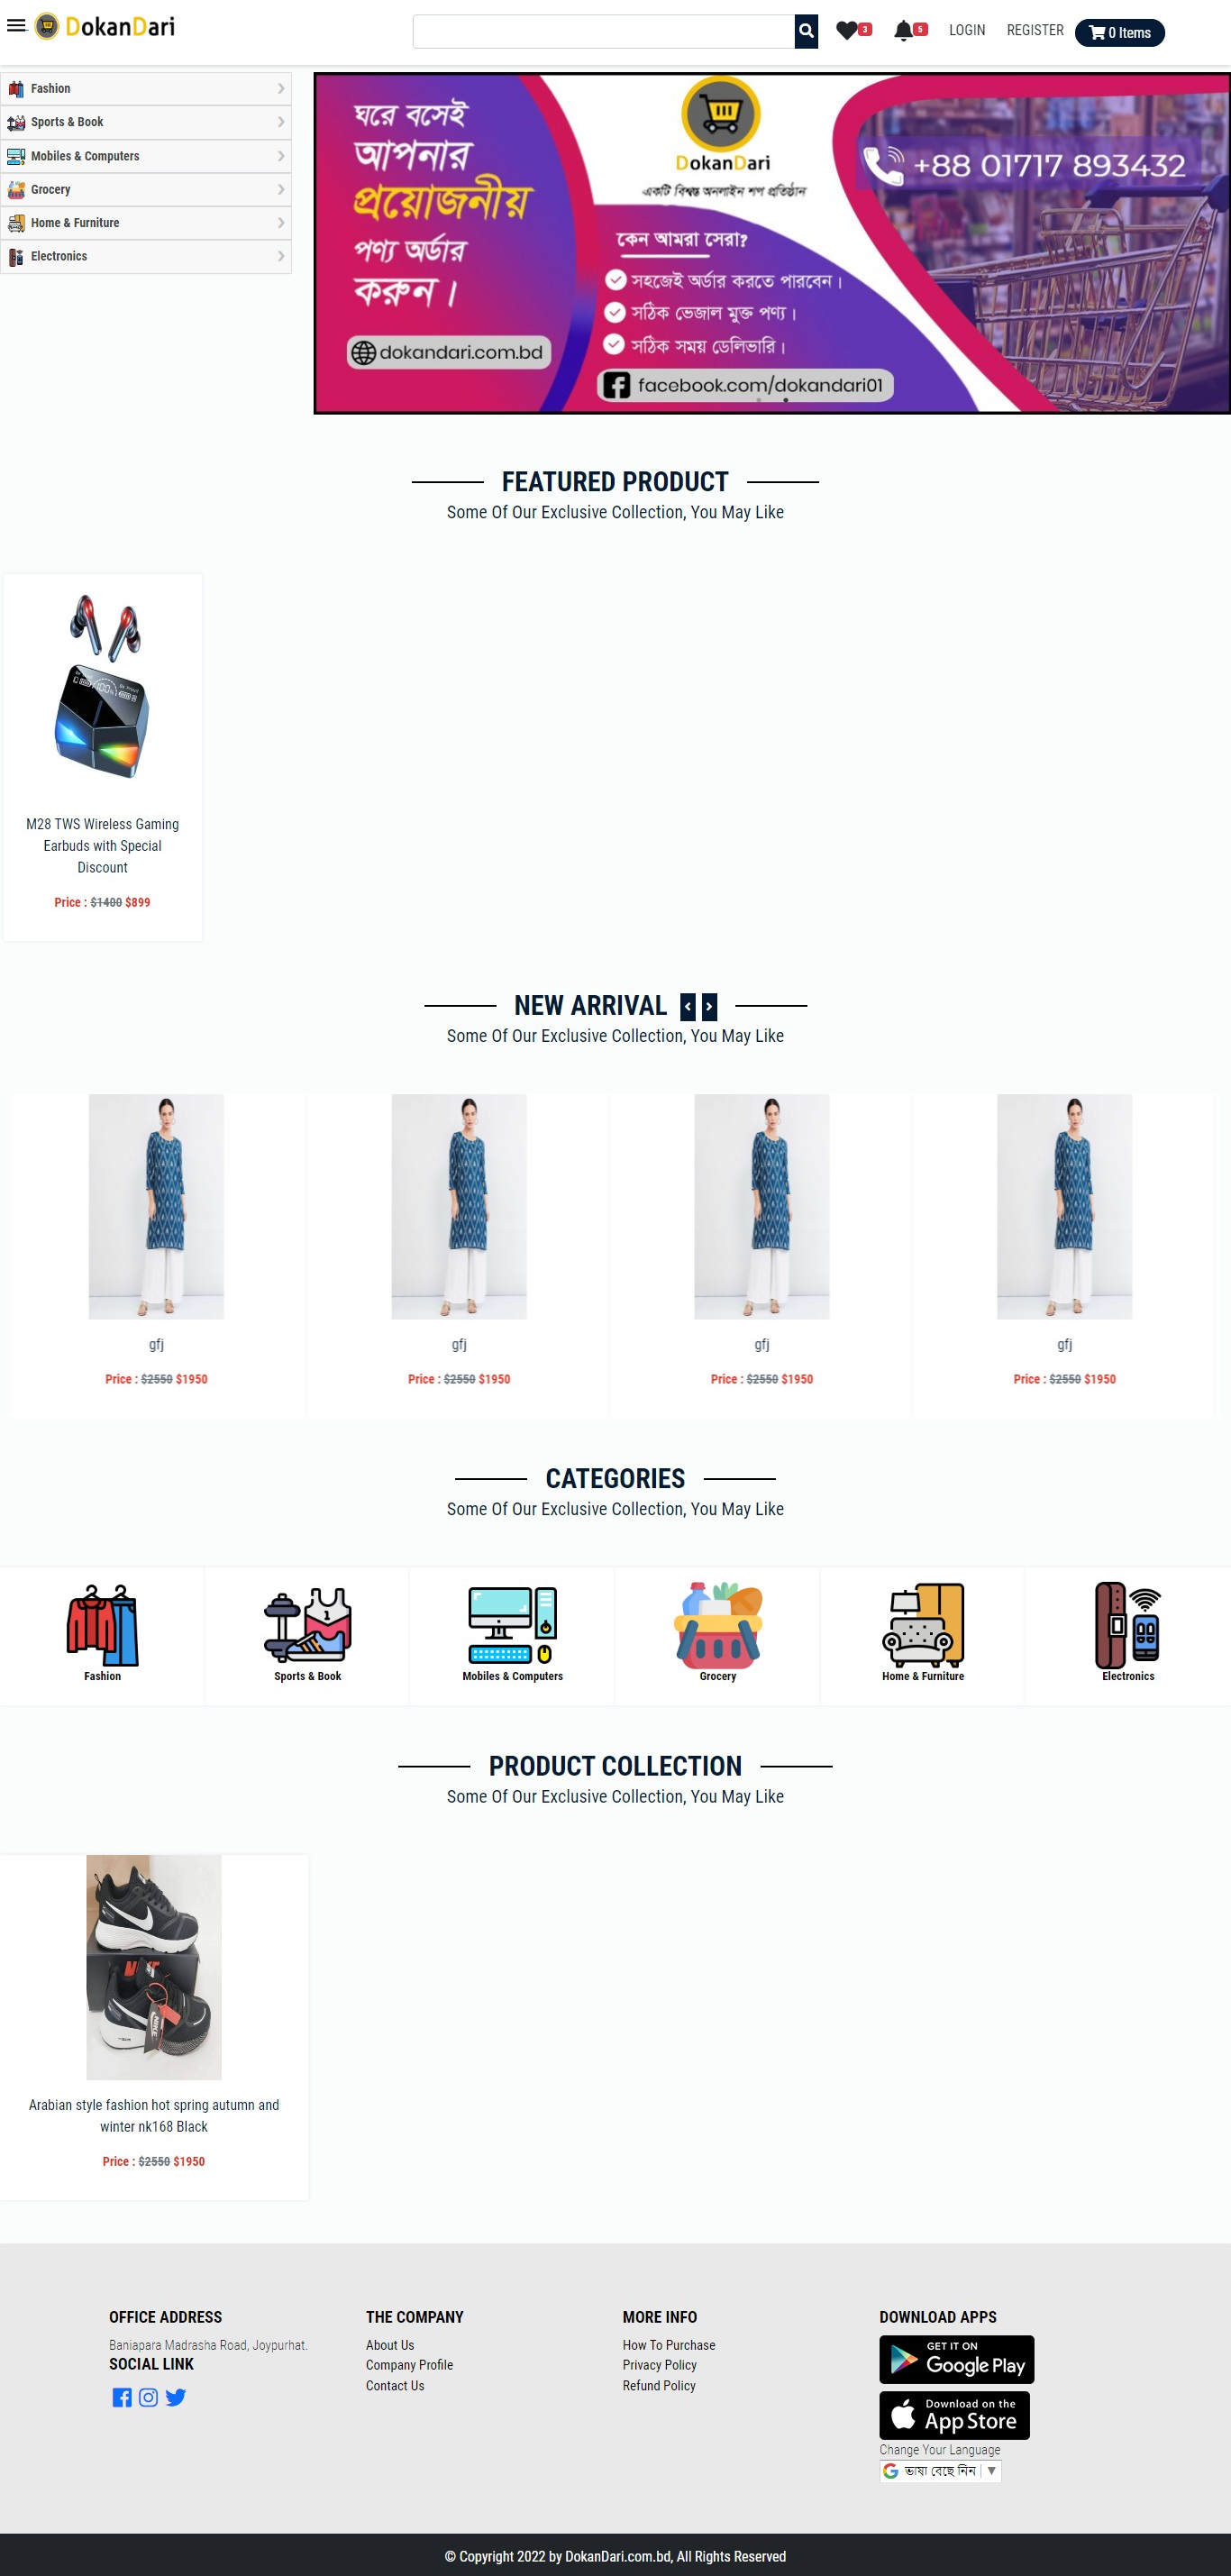 DokanDari
3
5
LOGIN
REGISTER
0 Items
Fashion
Sports & Book
Mobiles & Computers
Grocery
Home & Furniture
Electronics
ঘরে বসেই
আপনার
প্রয়োজনীয়
পণ্য অর্ডার
করুন।
dokandari.com.bd
DokanDari
একটি বিশ্বস্ত অনলাইন শপ প্রতিষ্ঠান
কেন আমরা সেরা?
সহজেই অর্ডার করতে পারবেন।
সঠিক ভেজাল মুক্ত পণ্য।
সঠিক সময় ডেলিভারি।
facebook.com/dokandari01
+88 01717 893432
FEATURED PRODUCT
Some Of Our Exclusive Collection, You May Like
M28 TWS Wireless Gaming
Earbuds with Special
Discount
Price : $1400 $899
NEW ARRIVAL
Some Of Our Exclusive Collection, You May Like
gfj
Price : $2550 $1950
gfj
Price : $2550 $1950
gfj
Price : $2550 $1950
gfj
Price : $2550 $1950
CATEGORIES
Some Of Our Exclusive Collection, You May Like
Fashion
Sports & Book
Mobiles & Computers
Grocery
Home & Furniture
Electronics
PRODUCT COLLECTION
Some Of Our Exclusive Collection, You May Like
Arabian style fashion hot spring autumn and
winter nk168 Black
Price : $2550 $1950
OFFICE ADDRESS
Baniapara Madrasha Road, Joypurhat.
SOCIAL LINK
THE COMPANY
About Us
Company Profile
Contact Us
MORE INFO
How To Purchase
Privacy Policy
Refund Policy
DOWNLOAD APPS
GET IT ON
Google Play
Download on the
App Store
Change Your Language
ভাষা বেছে নিন
© Copyright 2022 by DokanDari.com.bd, All Rights Reserved